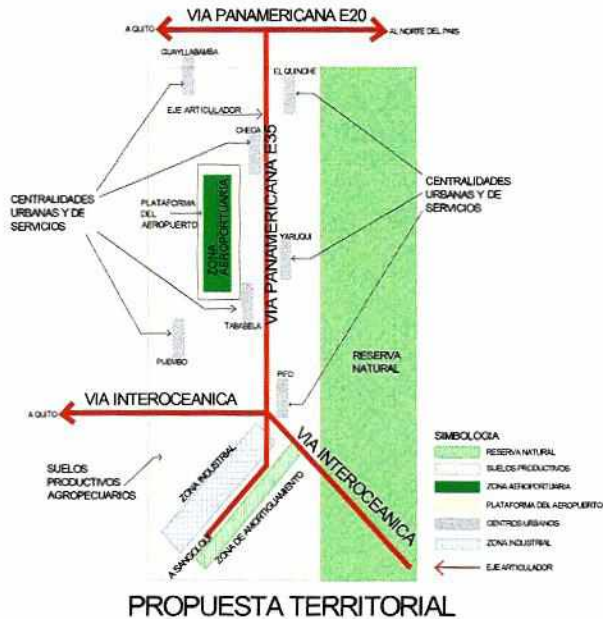 VIA PANAMERICANA E20
A QUITO
AL NORTE DEL PAIS
GUAYLLABAMBA
EL QUINCHE
EJE ARTICULADOR
CHECA
VIA PANAMERICANA E35
CENTRALIDADES
URBANAS Y DE
SERVICIOS
PLATAFORMA
DEL
AEROPUERTO
ZONA
AEROPORTUARIA
CENTRALIDADES
URBANAS Y DE
SERVICIOS
YARUQUI
TABABELA
PUEMBO
RESERVA
NATURAL
PIFO
VIA INTEROCEANICA
A QUITO
VIA INTEROCEANICA
SUELOS
PRODUCTIVOS
AGROPECUARIOS
ZONA INDUSTRIAL
A SANGOLQUI
ZONA DE AMORTIGUAMIENTO
SIMBOLOGIA
RESERVA NATURAL
SUELOS PRODUCTIVOS
ZONA AEROPORTUARIA
PLATAFORMA DEL AEROPUERTO
CENTROS URBANOS
ZONA INDUSTRIAL
EJE ARTICULADOR
PROPUESTA TERRITORIAL